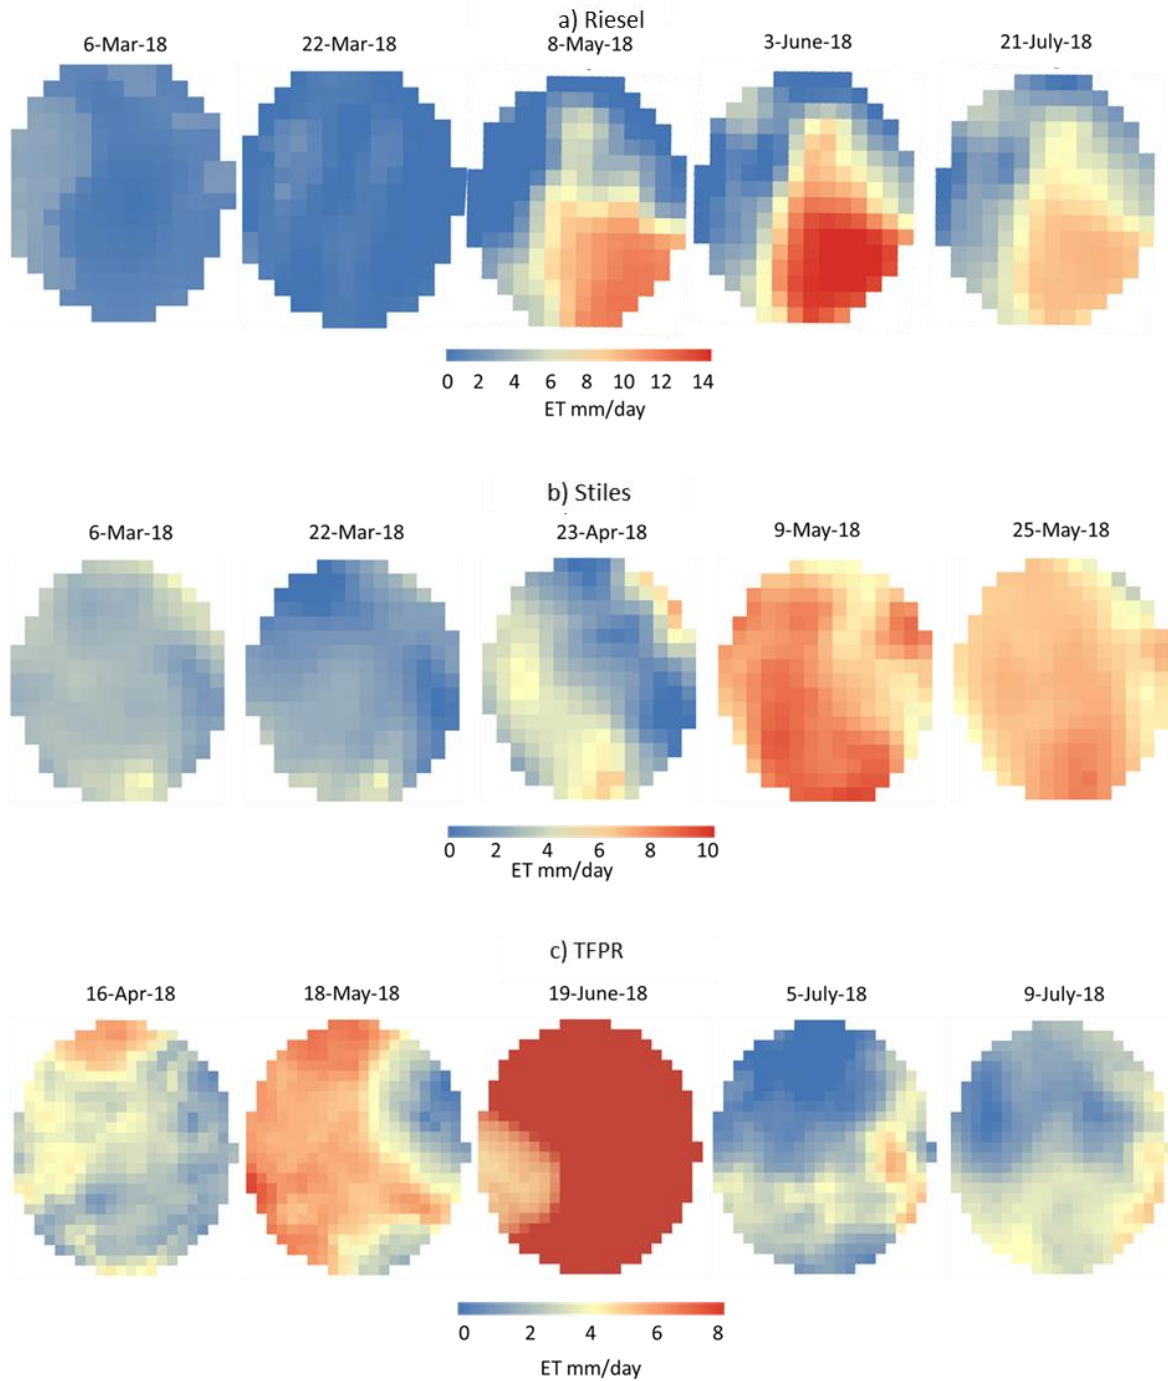 a) Riesel
6-Mar-18 22-Mar-18 8-May-18 3-June-18 21-July-18
0 2 4 6 8 10 12 14
ET mm/day
b) Stiles
6-Mar-18 22-Mar-18 23-Apr-18 9-May-18 25-May-18
0 2 4 6 8 10
ET mm/day
c) TFPR
16-Apr-18 18-May-18 19-June-18 5-July-18 9-July-18
0 2 4 6 8
ET mm/day